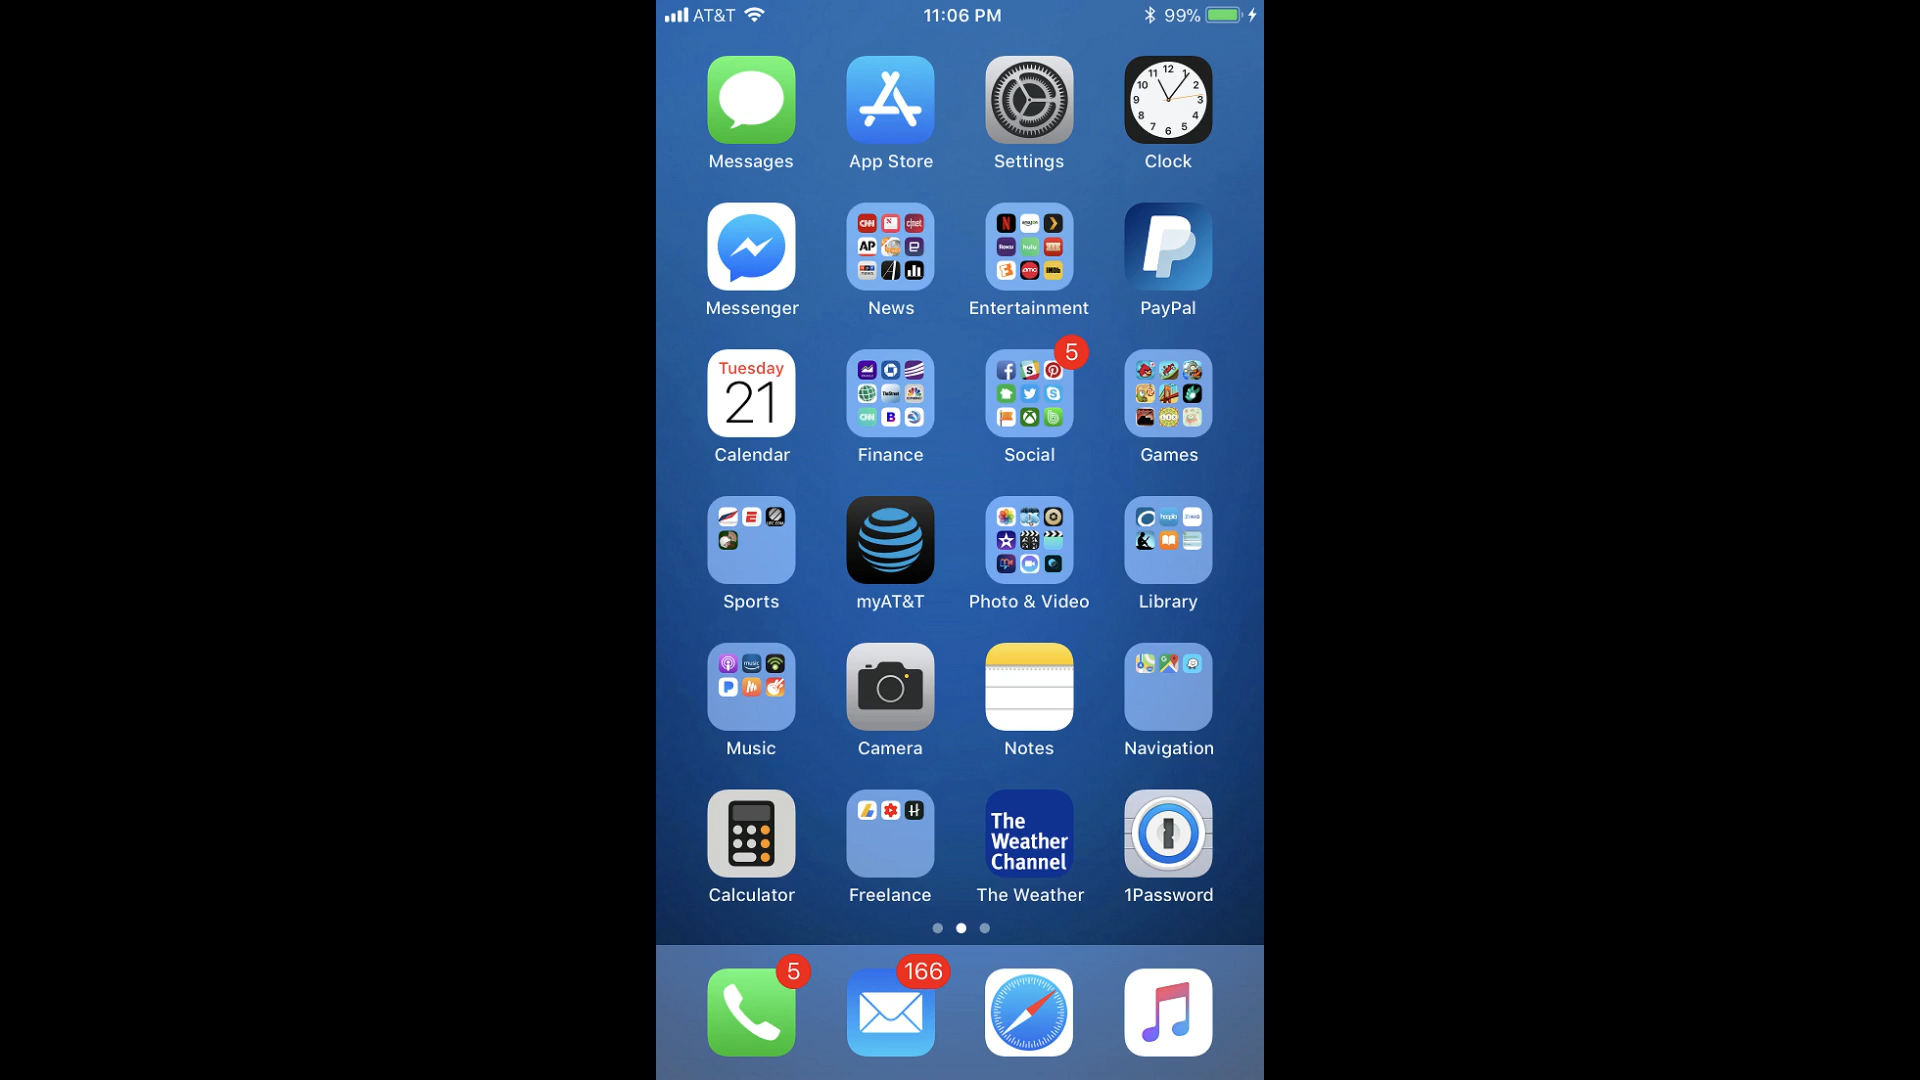 AT&T 11:06 PM 99%
Messages App Store Settings Clock
Messenger News Entertainment PayPal
Tuesday
21
5
Calendar Finance Social Games
Sports myAT&T Photo & Video Library
Music Camera Notes Navigation
The
Weather
Channel
Calculator Freelance The Weather 1Password
5 166